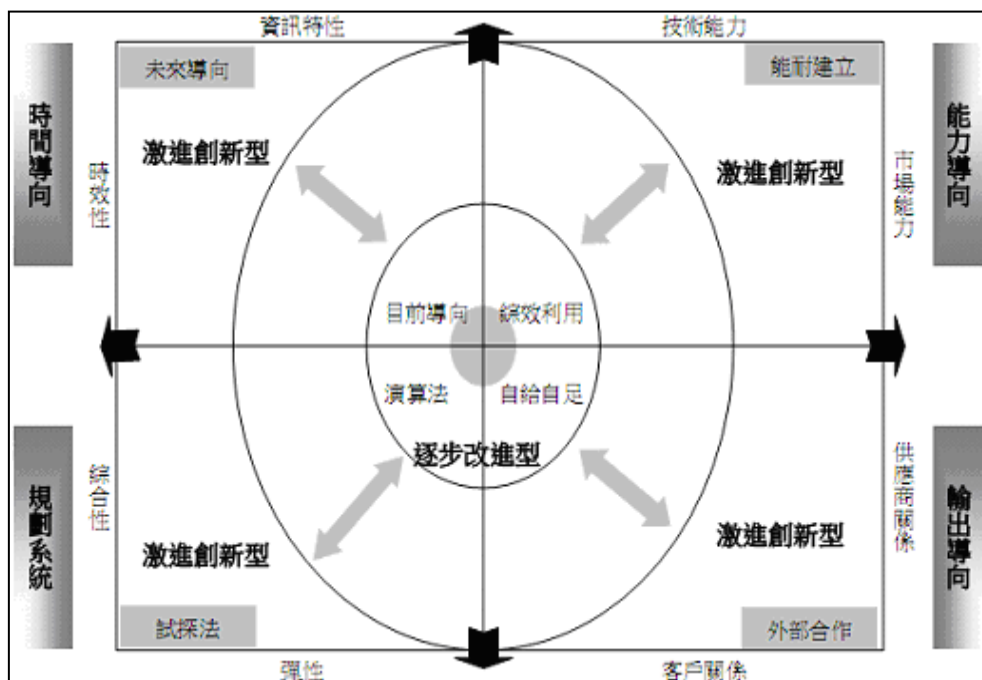 資訊特性
技術能力
未來導向
能耐建立
時間導向
能力導向
激進創新型
激進創新型
時效性
市場能力
目前導向
綜效利用
演算法
自給自足
逐步改進型
綜合性
供應商關係
規劃系統
輸出導向
激進創新型
激進創新型
試探法
外部合作
彈性
客戶關係